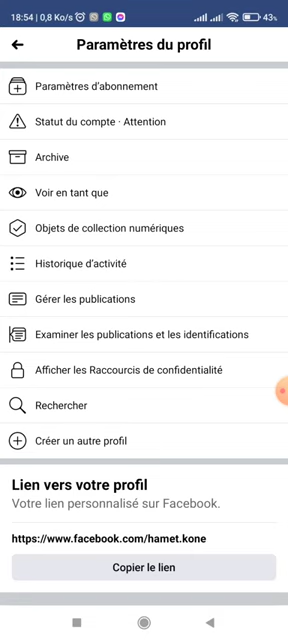 18:54 | 0,8 Ko/s
43%
Paramètres du profil
Paramètres d'abonnement
Statut du compte · Attention
Archive
Voir en tant que
Objets de collection numériques
Historique d'activité
Gérer les publications
Examiner les publications et les identifications
Afficher les Raccourcis de confidentialité
Rechercher
Créer un autre profil
Lien vers votre profil
Votre lien personnalisé sur Facebook.
https://www.facebook.com/hamet.kone
Copier le lien